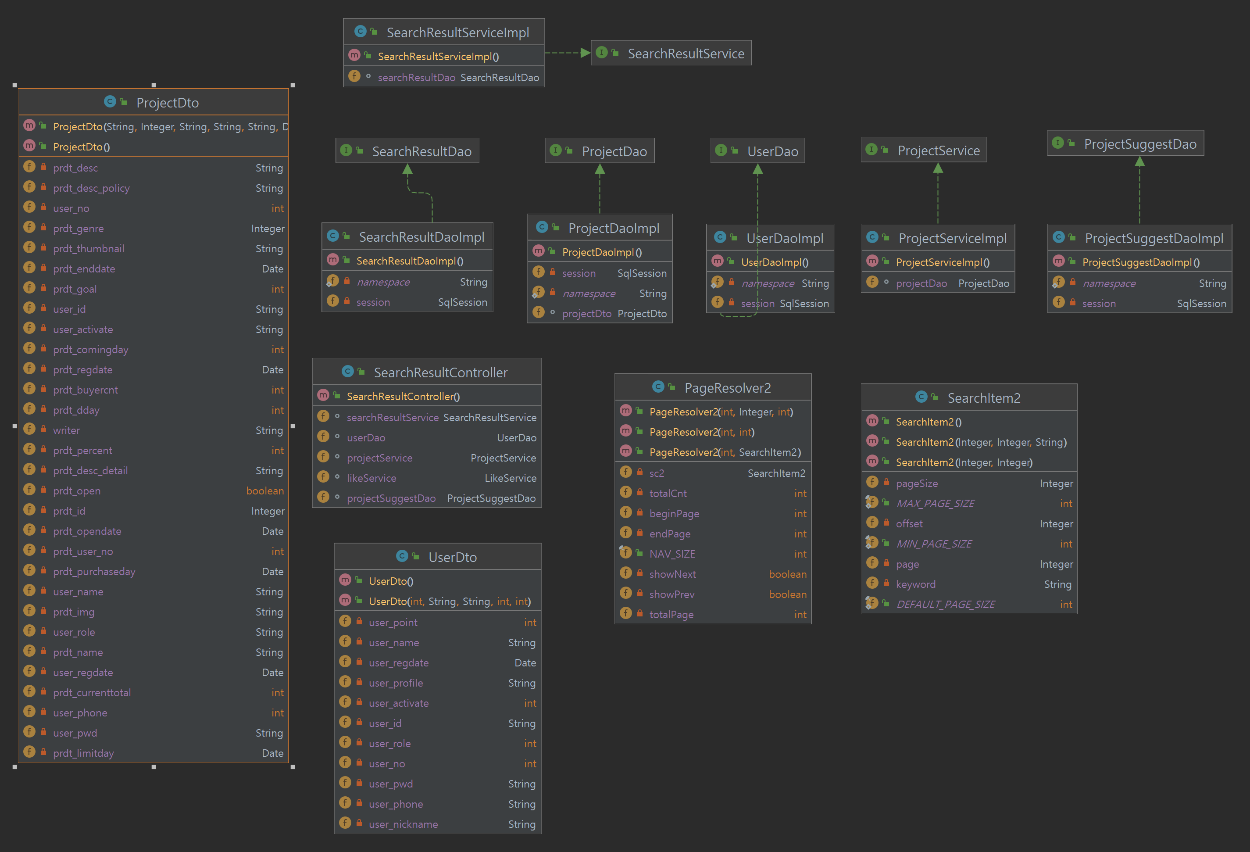 SearchResultServiceImpl
SearchResultServiceImpl()
searchResultDao SearchResultDao
SearchResultService
ProjectDto
ProjectDto(String, Integer, String, String, String, D
ProjectDto()
prdt_desc String
prdt_desc_policy String
user_no int
prdt_genre Integer
prdt_thumbnail String
prdt_enddate Date
prdt_goal int
user_id String
user_activate String
prdt_comingday int
prdt_regdate Date
prdt_buyercnt int
prdt_dday int
writer String
prdt_percent int
prdt_desc_detail String
prdt_open boolean
prdt_id Integer
prdt_opendate Date
prdt_user_no int
prdt_purchaseday Date
user_name String
prdt_img String
user_role String
prdt_name String
user_regdate Date
prdt_currenttotal int
user_phone int
user_pwd String
prdt_limitday Date
SearchResultDao
ProjectDao
UserDao
ProjectService
ProjectSuggestDao
SearchResultDaoImpl
SearchResultDaoImpl()
namespace String
session SqlSession
ProjectDaoImpl
ProjectDaoImpl()
session SqlSession
namespace String
projectDto ProjectDto
UserDaoImpl
UserDaoImpl()
namespace String
session SqlSession
ProjectServiceImpl
ProjectServiceImpl()
projectDao ProjectDao
ProjectSuggestDaoImpl
ProjectSuggestDaoImpl()
namespace String
session SqlSession
SearchResultController
SearchResultController()
searchResultService SearchResultService
userDao UserDao
projectService ProjectService
likeService LikeService
projectSuggestDao ProjectSuggestDao
PageResolver2
PageResolver2(int, Integer, int)
PageResolver2(int, int)
PageResolver2(int, SearchItem2)
sc2 SearchItem2
totalCnt int
beginPage int
endPage int
NAV_SIZE int
showNext boolean
showPrev boolean
totalPage int
SearchItem2
SearchItem2()
SearchItem2(Integer, Integer, String)
SearchItem2(Integer, Integer)
pageSize Integer
MAX_PAGE_SIZE int
offset Integer
MIN_PAGE_SIZE int
page Integer
keyword String
DEFAULT_PAGE_SIZE int
UserDto
UserDto()
UserDto(int, String, String, int, int)
user_point int
user_name String
user_regdate Date
user_profile String
user_activate int
user_id String
user_role int
user_no int
user_pwd String
user_phone String
user_nickname String